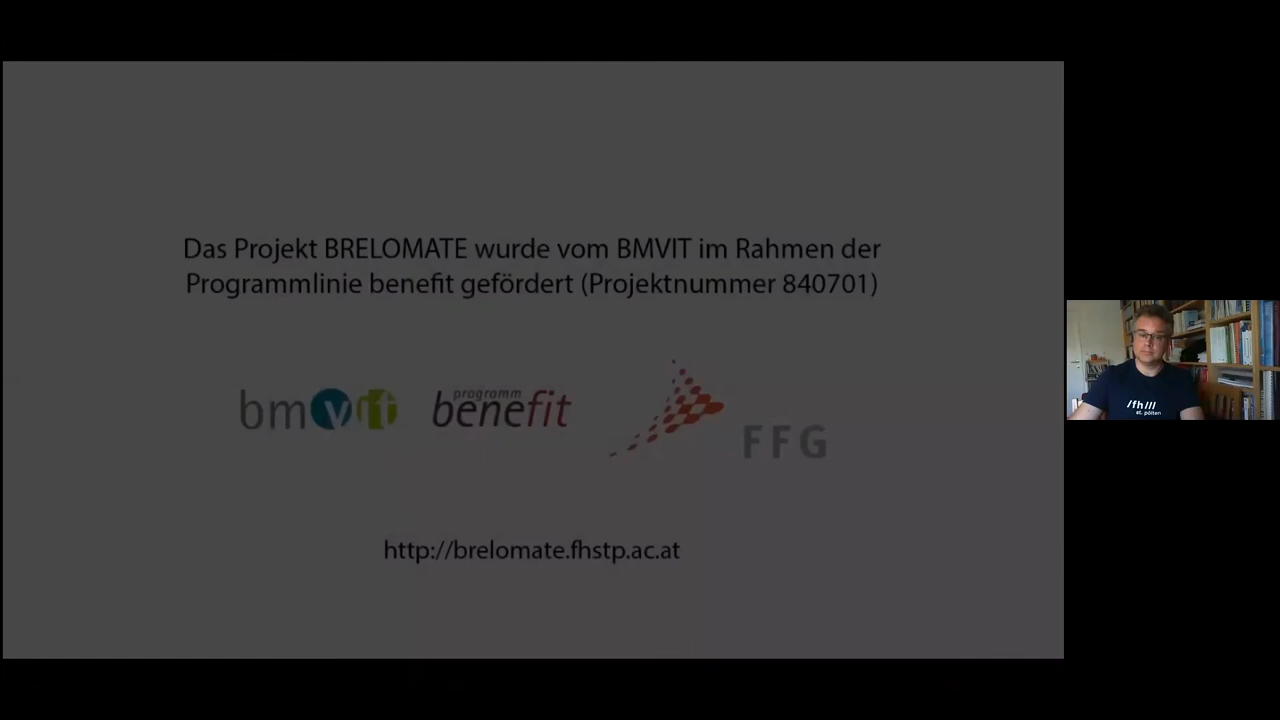 Das Projekt BRELOMATE wurde vom BMVIT im Rahmen der
Programmlinie benefit gefördert (Projektnummer 840701)
bmvit
programm
benefit
FFG
http://brelomate.fhstp.ac.at
/fh///
st. pölten